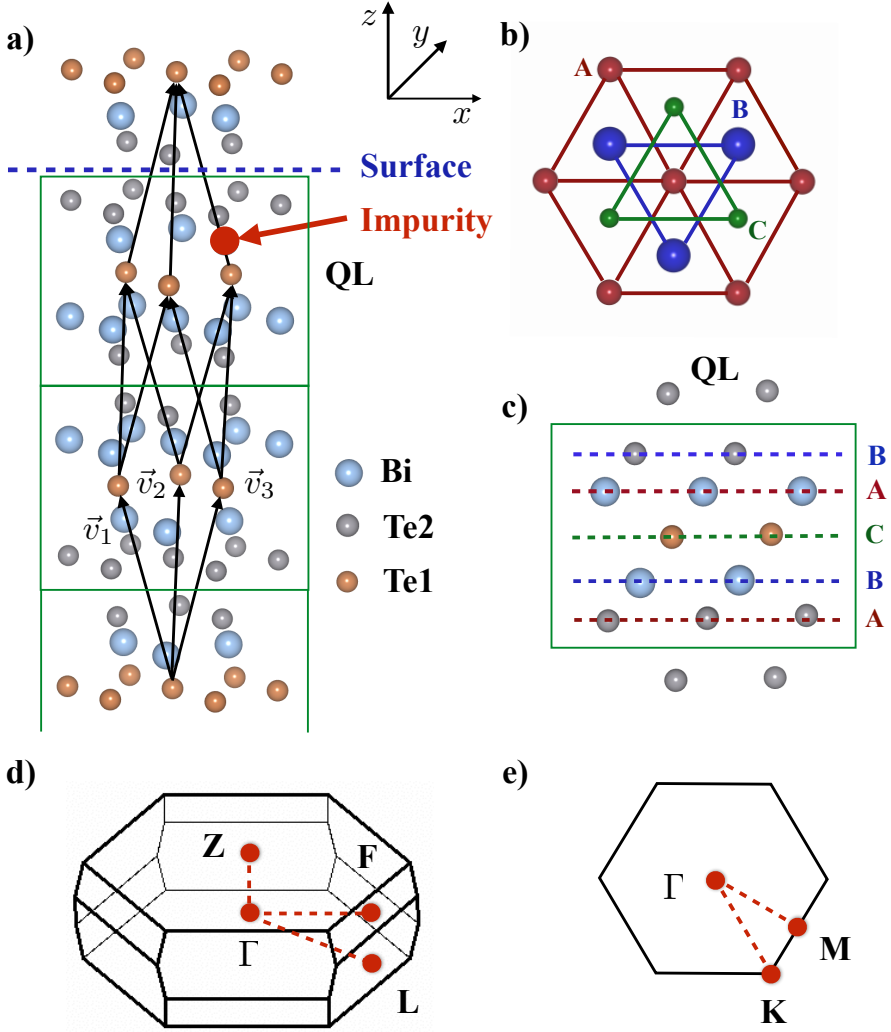 a)
z
y
x
Surface
Impurity
QL
v⃗1
v⃗2
v⃗3
Bi
Te2
Te1
b)
A
B
C
QL
c)
B
A
C
B
A
d)
Z
F
Γ
L
e)
Γ
M
K